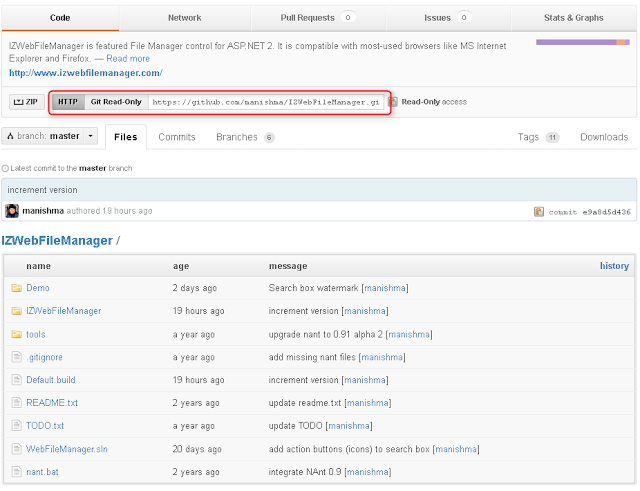 Code Network Pull Requests 0 Issues 0 Stats & Graphs
IZWebFileManager is featured File Manager control for ASP.NET 2. It is compatible with most-used browsers like MS Internet
Explorer and Firefox. — Read more
http://www.izwebfilemanager.com/
ZIP HTTP Git Read-Only https://github.com/manishma/IZWebFileManager.gi Read-Only access
branch: master Files Commits Branches 6 Tags 11 Downloads
Latest commit to the master branch
increment version
manishma authored 19 hours ago commit e9a8d5d436
IZWebFileManager /
name age message history
Demo 2 days ago Search box watermark [manishma]
IZWebFileManager 19 hours ago increment version [manishma]
tools a year ago upgrade nant to 0.91 alpha 2 [manishma]
.gitignore a year ago add missing nant files [manishma]
Default.build 19 hours ago increment version [manishma]
README.txt 2 years ago update readme.txt [manishma]
TODO.txt a year ago update TODO [manishma]
WebFileManager.sln 20 days ago add action buttons (icons) to search box [manishma]
nant.bat 2 years ago integrate NAnt 0.9 [manishma]